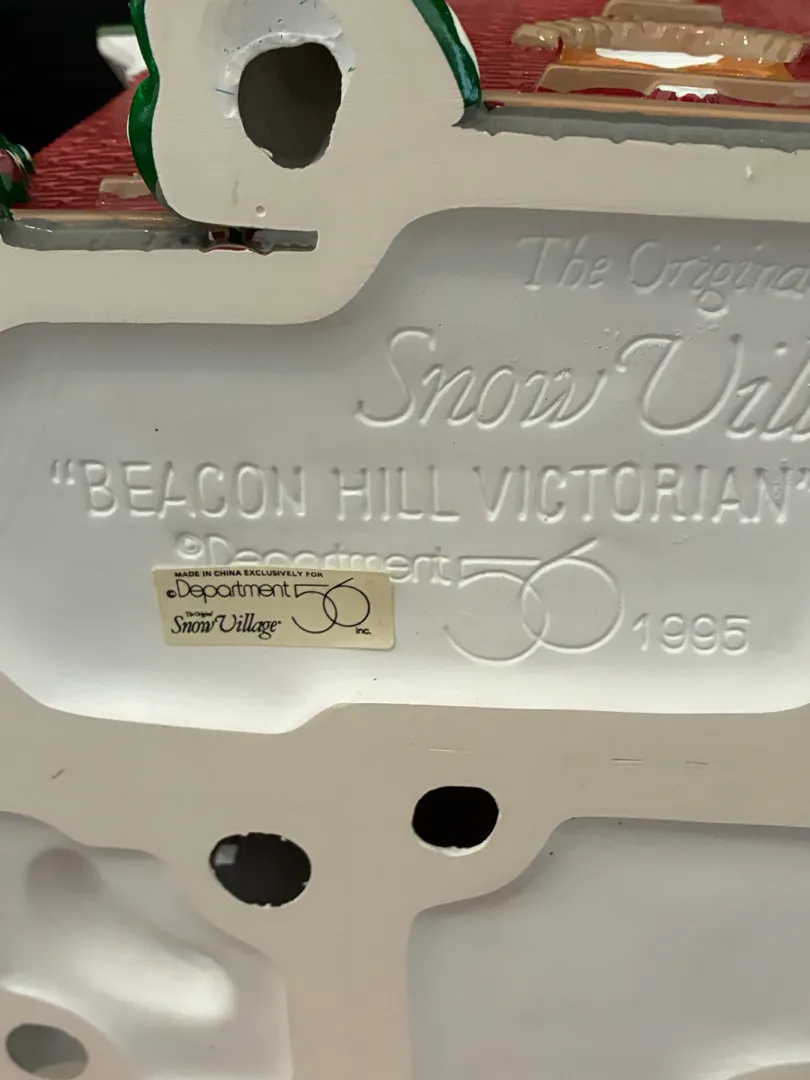 The Origina
Snow Vill
"BEACON HILL VICTORIAN"
©Department 56 1995
MADE IN CHINA EXCLUSIVELY FOR
©Department 56
The Original
Snow Village
Inc.